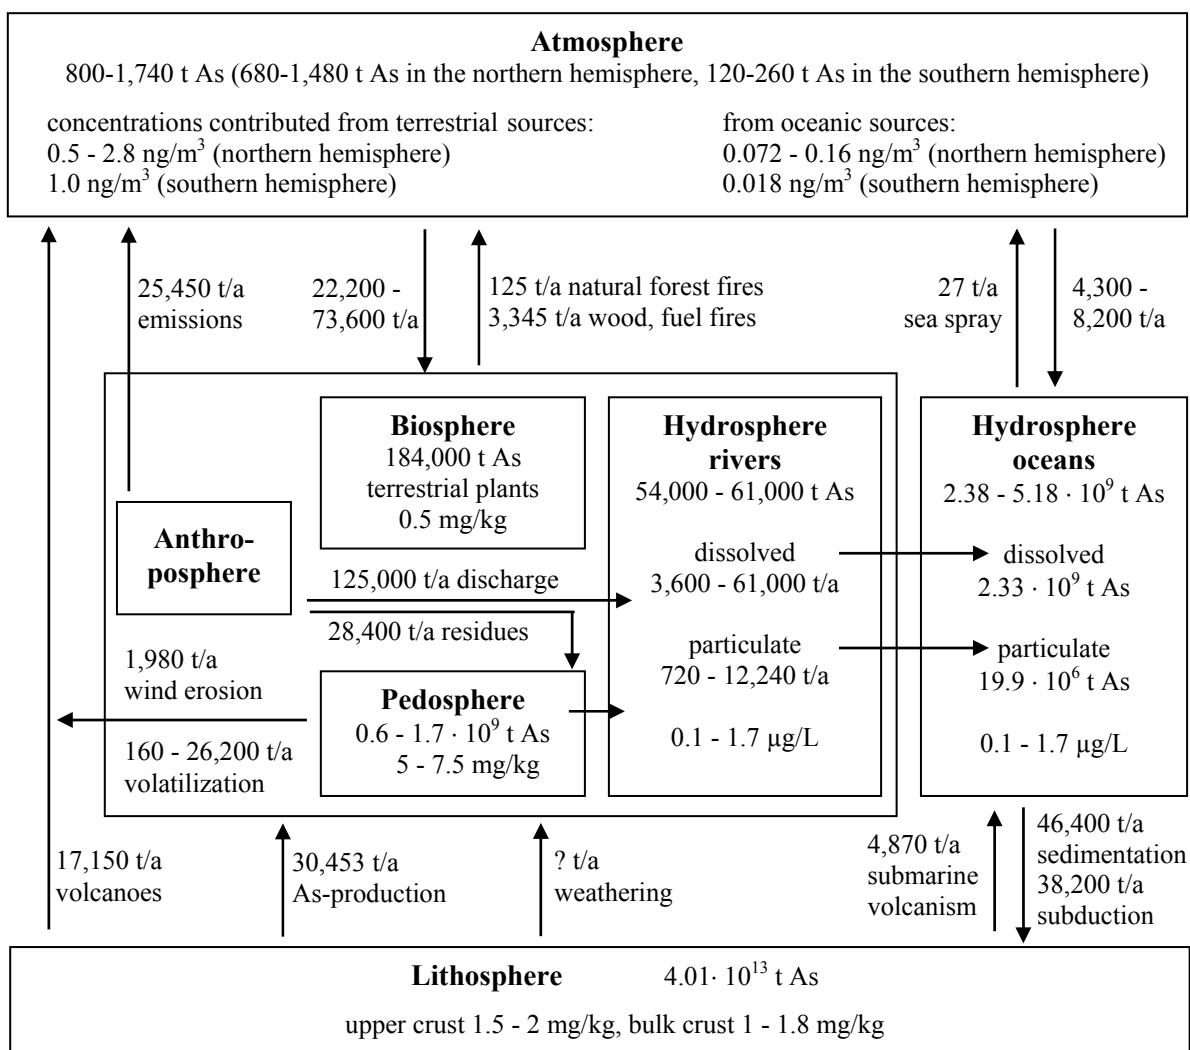 Atmosphere
800-1,740 t As (680-1,480 t As in the northern hemisphere, 120-260 t As in the southern hemisphere)
concentrations contributed from terrestrial sources:
0.5 - 2.8 ng/m³ (northern hemisphere)
1.0 ng/m³ (southern hemisphere)
from oceanic sources:
0.072 - 0.16 ng/m³ (northern hemisphere)
0.018 ng/m³ (southern hemisphere)
25,450 t/a
emissions
22,200 -
73,600 t/a
125 t/a natural forest fires
3,345 t/a wood, fuel fires
27 t/a
sea spray
4,300 -
8,200 t/a
Biosphere
184,000 t As
terrestrial plants
0.5 mg/kg
Hydrosphere
rivers
54,000 - 61,000 t As
dissolved
3,600 - 61,000 t/a
particulate
720 - 12,240 t/a
0.1 - 1.7 µg/L
Hydrosphere
oceans
2.38 - 5.18 · 10⁹ t As
dissolved
2.33 · 10⁹ t As
particulate
19.9 · 10⁶ t As
0.1 - 1.7 µg/L
Anthro-
posphere
125,000 t/a discharge
28,400 t/a residues
1,980 t/a
wind erosion
160 - 26,200 t/a
volatilization
Pedosphere
0.6 - 1.7 · 10⁹ t As
5 - 7.5 mg/kg
17,150 t/a
volcanoes
30,453 t/a
As-production
? t/a
weathering
4,870 t/a
submarine
volcanism
46,400 t/a
sedimentation
38,200 t/a
subduction
Lithosphere 4.01· 10¹³ t As
upper crust 1.5 - 2 mg/kg, bulk crust 1 - 1.8 mg/kg